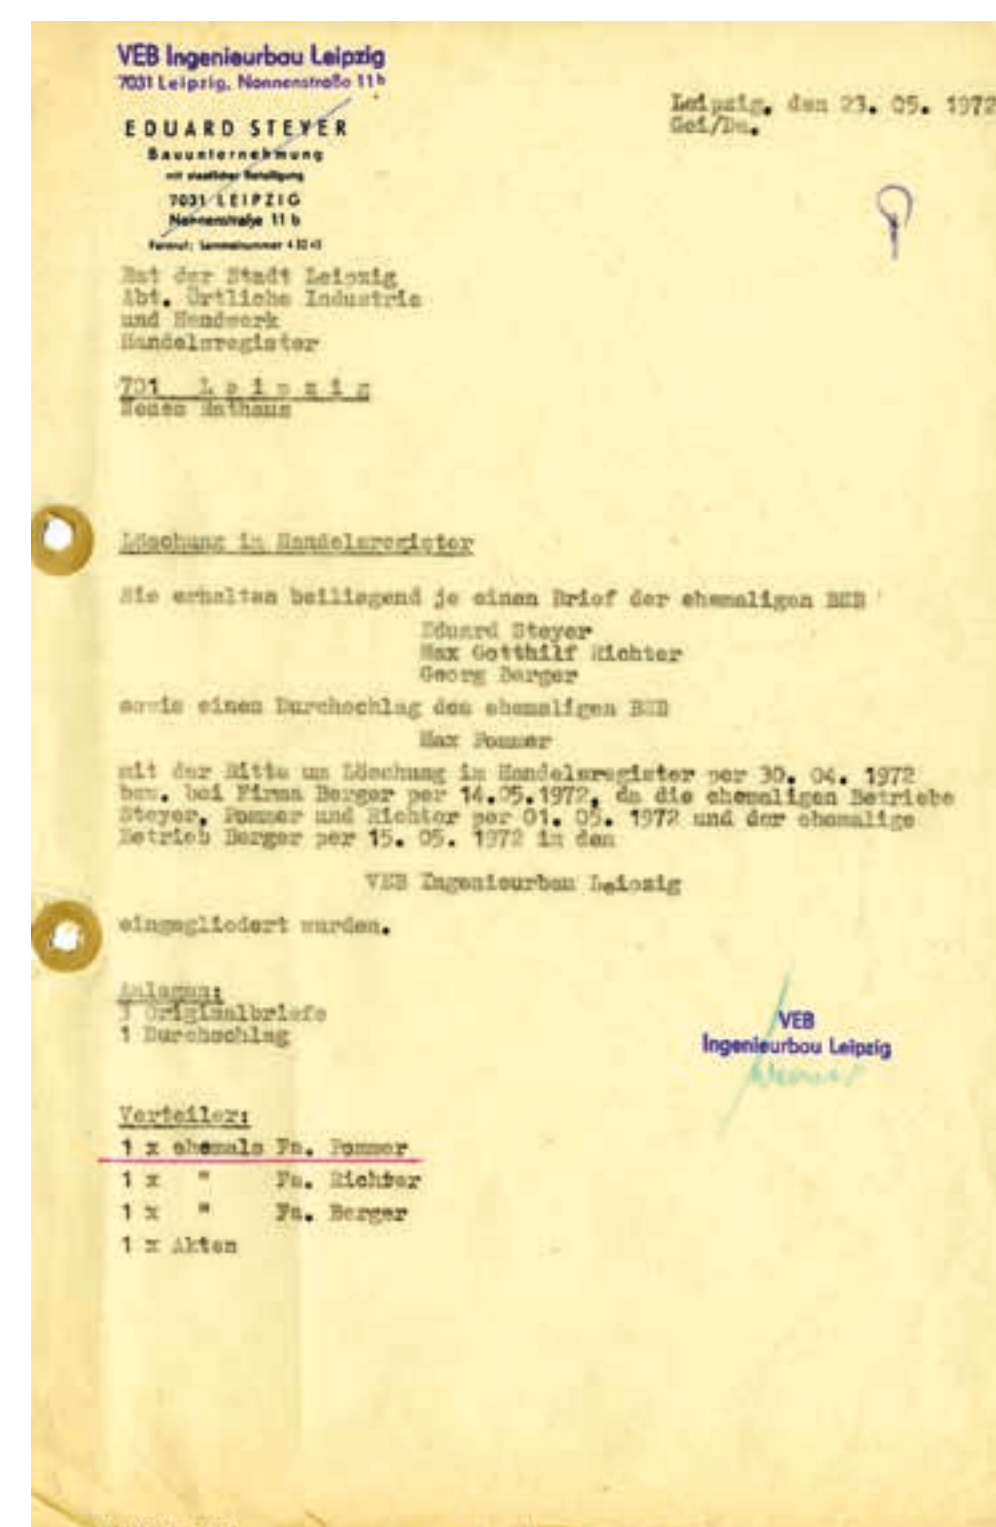 VEB Ingenieurbau Leipzig
7031 Leipzig, Nonnenstraße 11b
Leipzig, den 23. 05. 1972
Gei/Da.
EDUARD STEYER
Bauunternehmung
mit staatlicher Beteiligung
7031 LEIPZIG
Nonnenstraße 11 b
Fernruf: Sammelnummer
Rat der Stadt Leipzig
Abt. Örtliche Industrie
und Handwerk
Handelsregister
701 Leipzig
Neues Rathaus
Löschung im Handelsregister
Sie erhalten beiliegend je einen Brief der ehemaligen BSB
Eduard Steyer
Max Gotthilf Richter
Georg Berger
sowie einen Durchschlag des ehemaligen BSB
Max Pommer
mit der Bitte um Löschung im Handelsregister per 30. 04. 1972
bzw. bei Firma Berger per 14.05.1972, da die ehemaligen Betriebe
Steyer, Pommer und Richter per 01. 05. 1972 und der ehemalige
Betrieb Berger per 15. 05. 1972 in den
VEB Ingenieurbau Leipzig
eingegliedert wurden.
Anlagen:
3 Originalbriefe
1 Durchschlag
VEB
Ingenieurbau Leipzig
Verteiler:
1 x ehemals Fa. Pommer
1 x " Fa. Richter
1 x " Fa. Berger
1 x Akten